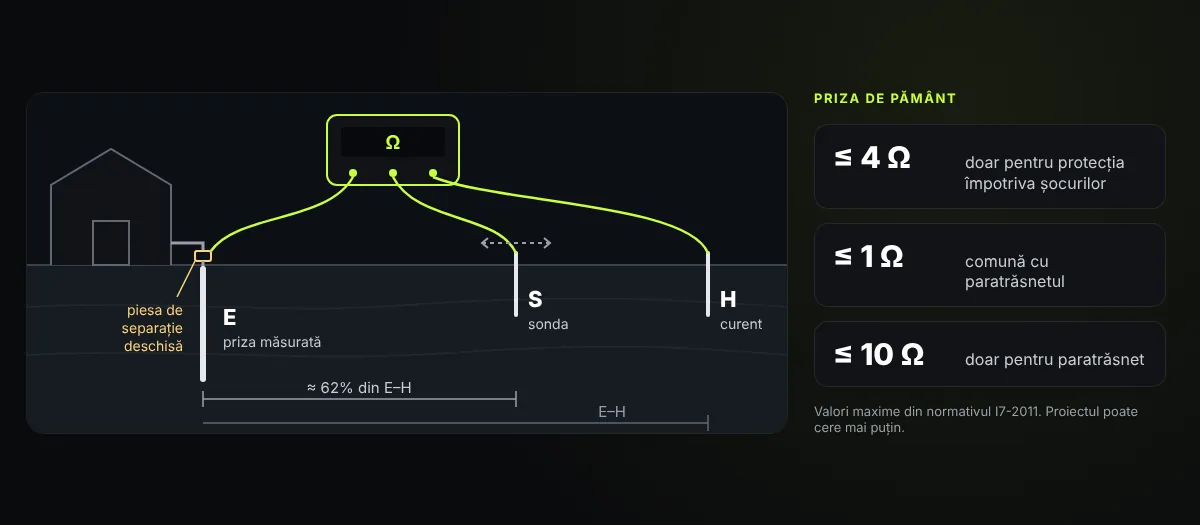 Ω
piesa de
separație
deschisă
E
priza măsurată
S
sonda
H
curent
≈ 62% din E–H
E–H
PRIZA DE PĂMÂNT
≤ 4 Ω
doar pentru protecția
împotriva șocurilor
≤ 1 Ω
comună cu
paratrăsnetul
≤ 10 Ω
doar pentru paratrăsnet
Valori maxime din normativul I7-2011. Proiectul poate
cere mai puțin.